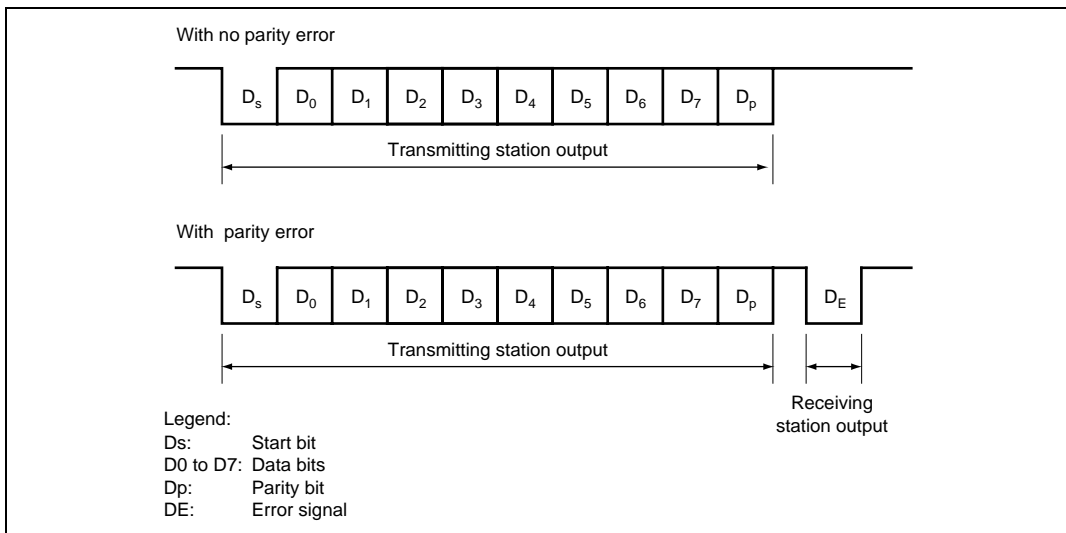 With no parity error
Ds D0 D1 D2 D3 D4 D5 D6 D7 Dp
Transmitting station output
With parity error
Ds D0 D1 D2 D3 D4 D5 D6 D7 Dp DE
Transmitting station output
Receiving
station output
Legend:
Ds: Start bit
D0 to D7: Data bits
Dp: Parity bit
DE: Error signal